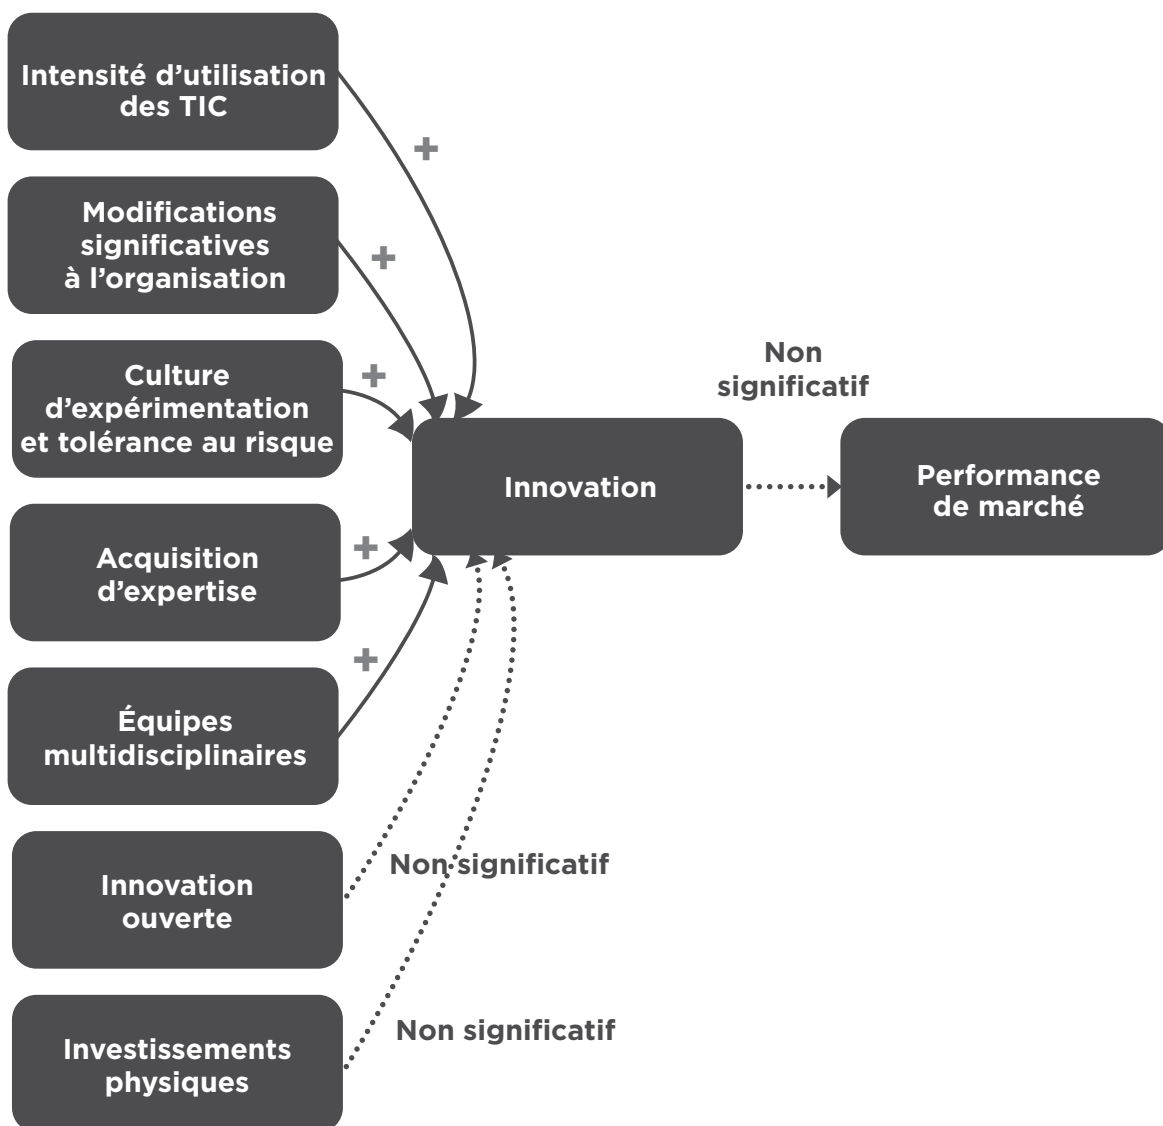 Intensité d’utilisation
des TIC
+
Modifications
significatives
à l’organisation
+
Culture
d’expérimentation
et tolérance au risque
+
Acquisition
d’expertise
+
Équipes
multidisciplinaires
+
Innovation
ouverte
Non significatif
Investissements
physiques
Non significatif
Innovation
Non
significatif
Performance
de marché